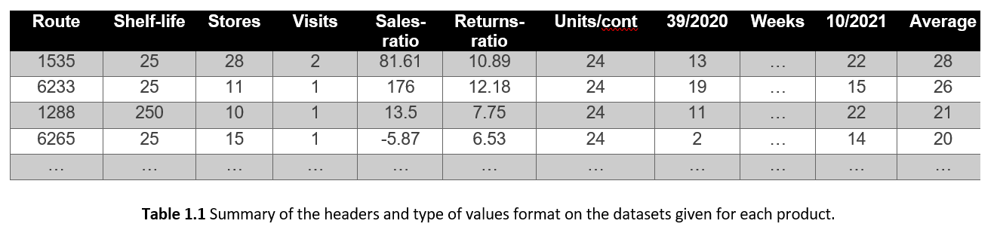 Route Shelf-life Stores Visits Sales-ratio Returns-ratio Units/cont 39/2020 Weeks 10/2021 Average
1535 25 28 2 81.61 10.89 24 13 … 22 28
6233 25 11 1 176 12.18 24 19 … 15 26
1288 250 10 1 13.5 7.75 24 11 … 22 21
6265 25 15 1 -5.87 6.53 24 2 … 14 20
… … … … … … … … … … …
Table 1.1 Summary of the headers and type of values format on the datasets given for each product.